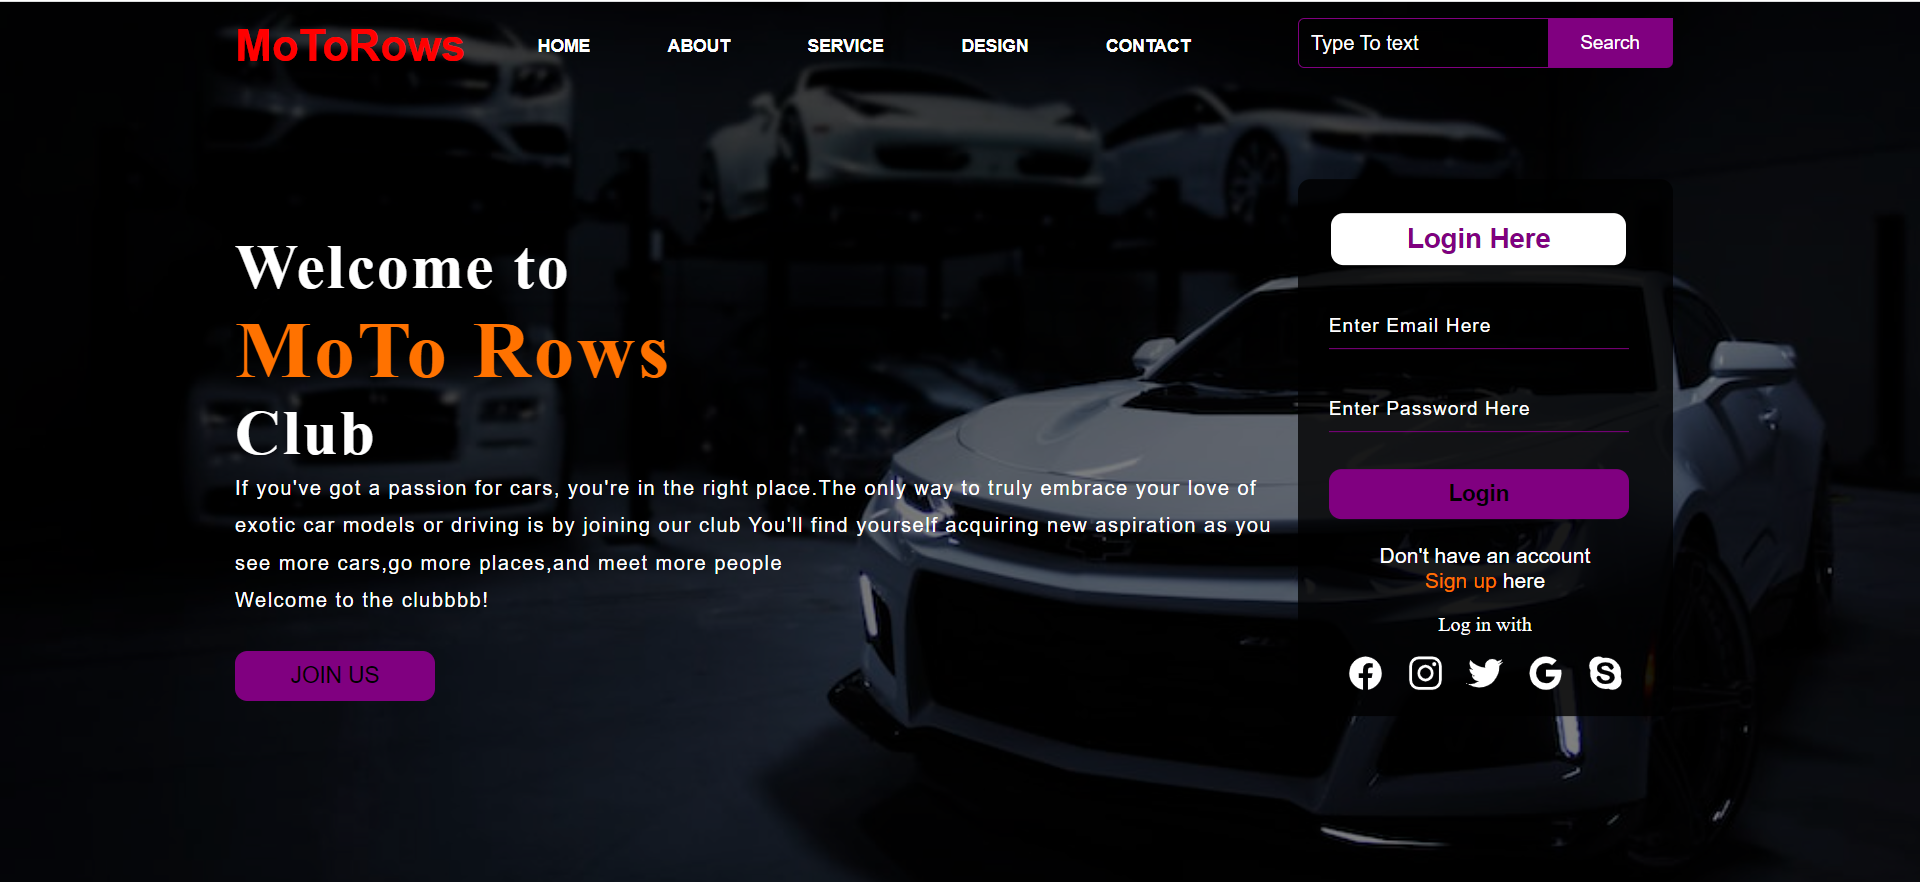 MoToRows
HOME ABOUT SERVICE DESIGN CONTACT
Type To text Search
Welcome to
MoTo Rows
Club
If you've got a passion for cars, you're in the right place.The only way to truly embrace your love of
exotic car models or driving is by joining our club You'll find yourself acquiring new aspiration as you
see more cars,go more places,and meet more people
Welcome to the clubbbb!
JOIN US
Login Here
Enter Email Here
Enter Password Here
Login
Don't have an account
Sign up here
Log in with